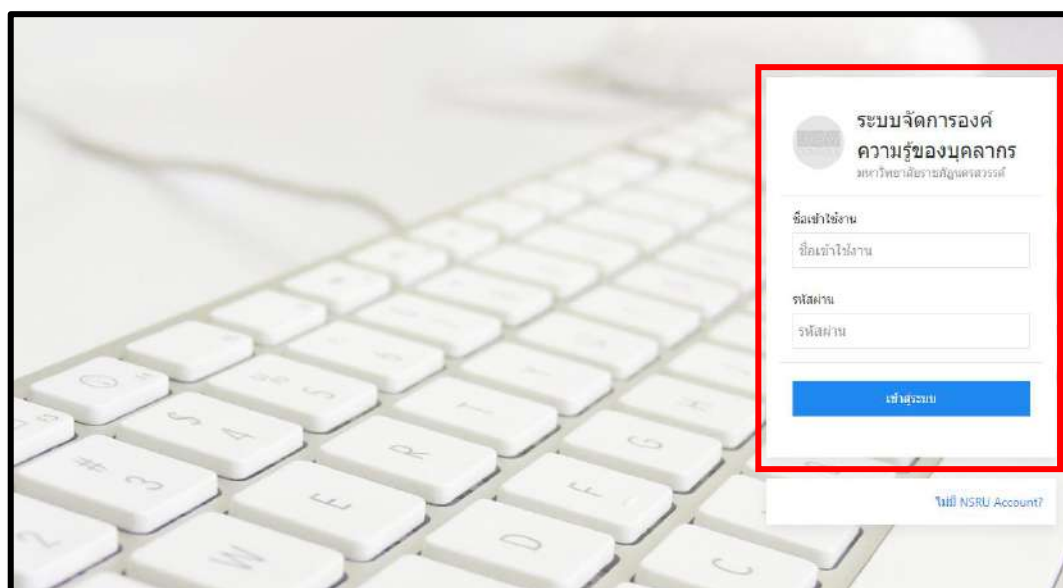 ระบบจัดการองค์
ความรู้ของบุคลากร
มหาวิทยาลัยราชภัฏนครสวรรค์
ชื่อเข้าใช้งาน
ชื่อเข้าใช้งาน
รหัสผ่าน
รหัสผ่าน
เข้าสู่ระบบ
ไม่มี NSRU Account?